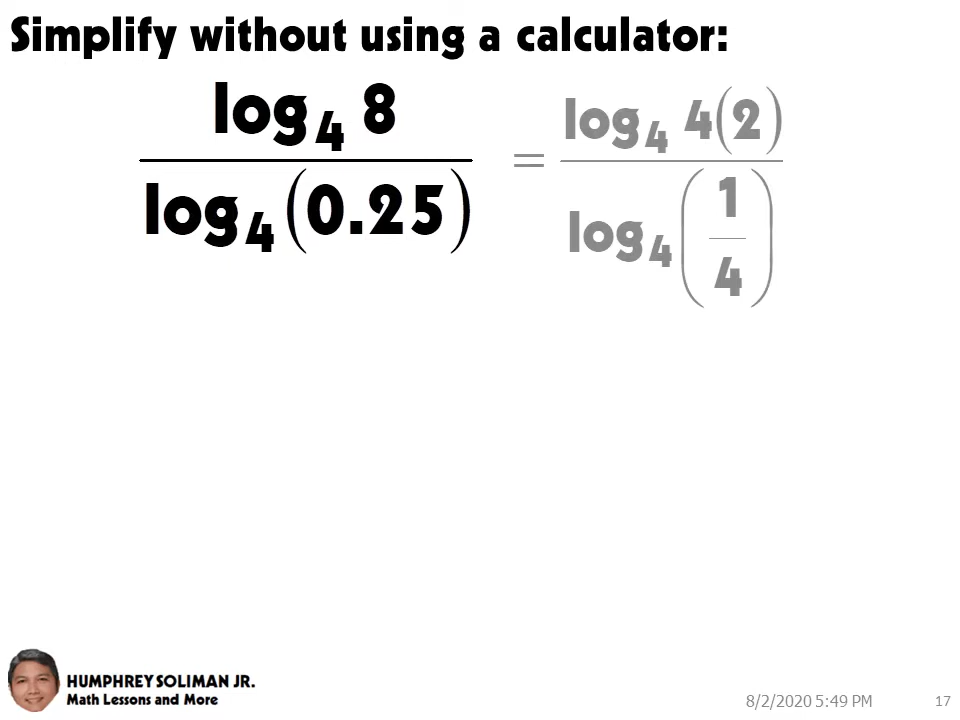 Simplify without using a calculator:
log₄ 8 / log₄(0.25) = log₄ 4(2) / log₄(1/4)
HUMPHREY SOLIMAN JR.
Math Lessons and More
8/2/2020 5:49 PM
17